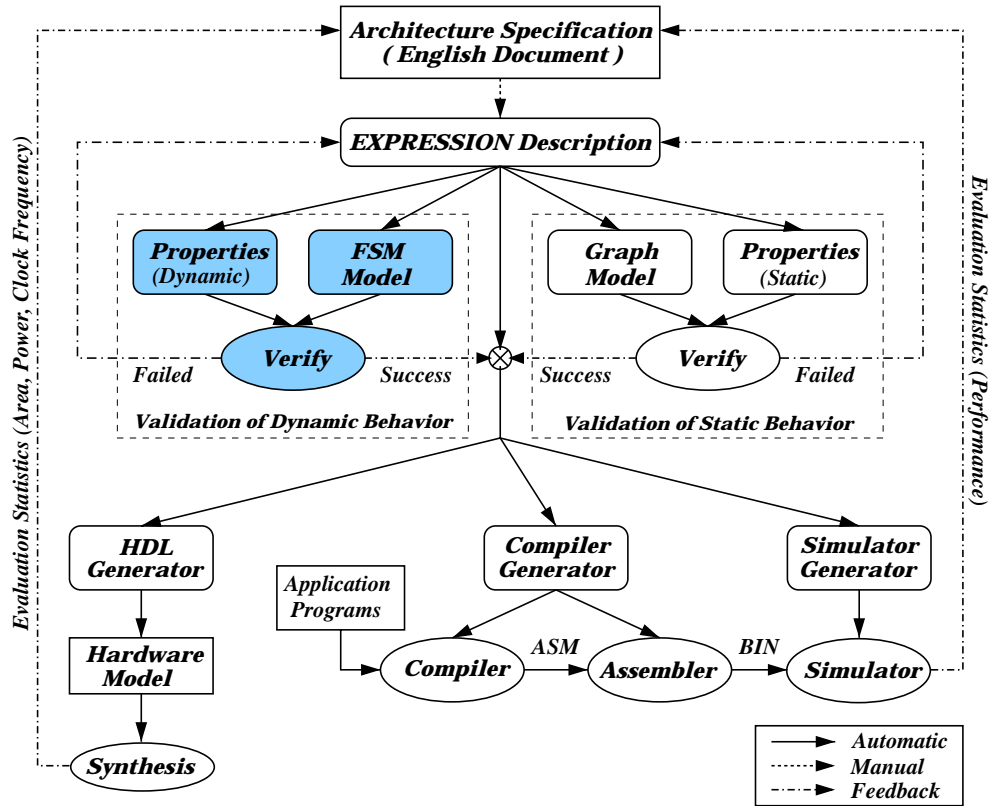 Architecture Specification
( English Document )
EXPRESSION Description
Evaluation Statistics (Area, Power, Clock Frequency)
Evaluation Statistics (Performance)
Properties
(Dynamic)
FSM
Model
Graph
Model
Properties
(Static)
Verify
Verify
Failed
Success
Success
Failed
Validation of Dynamic Behavior
Validation of Static Behavior
HDL
Generator
Compiler
Generator
Simulator
Generator
Application
Programs
Hardware
Model
Compiler
ASM
Assembler
BIN
Simulator
Synthesis
Automatic
Manual
Feedback